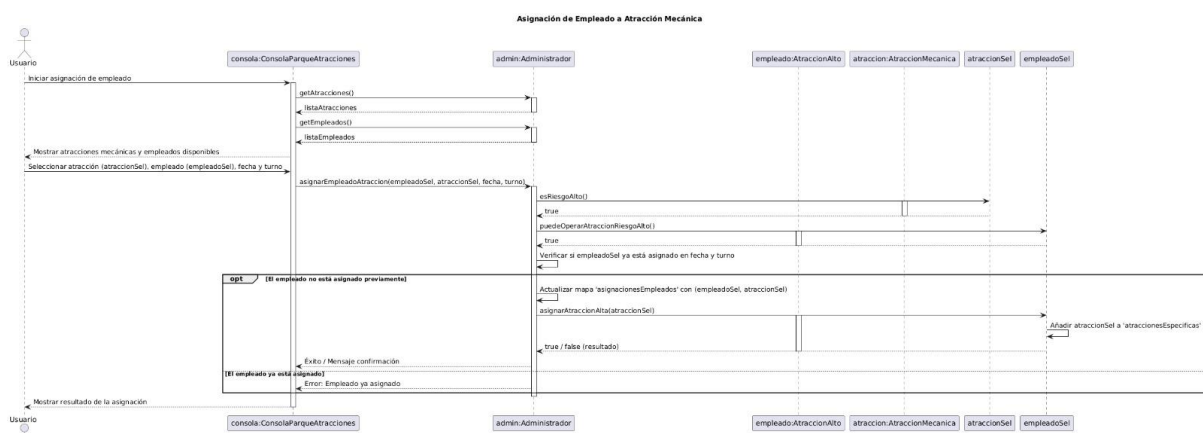 Asignación de Empleado a Atracción Mecánica
Usuario
consola:ConsolaParqueAtracciones
admin:Administrador
empleado:AtraccionAlto
atraccion:AtraccionMecanica
atraccionSel
empleadoSel
Iniciar asignación de empleado
getAtracciones()
listaAtracciones
getEmpleados()
listaEmpleados
Mostrar atracciones mecánicas y empleados disponibles
Seleccionar atracción (atraccionSel), empleado (empleadoSel), fecha y turno
asignarEmpleadoAtraccion(empleadoSel, atraccionSel, fecha, turno)
esRiesgoAlto()
true
puedeOperarAtraccionRiesgoAlto()
true
Verificar si empleadoSel ya está asignado en fecha y turno
opt [El empleado no está asignado previamente]
Actualizar mapa 'asignacionesEmpleados' con (empleadoSel, atraccionSel)
asignarAtraccionAlta(atraccionSel)
Añadir atraccionSel a 'atraccionesEspecificas'
true / false (resultado)
Éxito / Mensaje confirmación
[El empleado ya está asignado]
Error: Empleado ya asignado
Mostrar resultado de la asignación
Usuario
consola:ConsolaParqueAtracciones
admin:Administrador
empleado:AtraccionAlto
atraccion:AtraccionMecanica
atraccionSel
empleadoSel